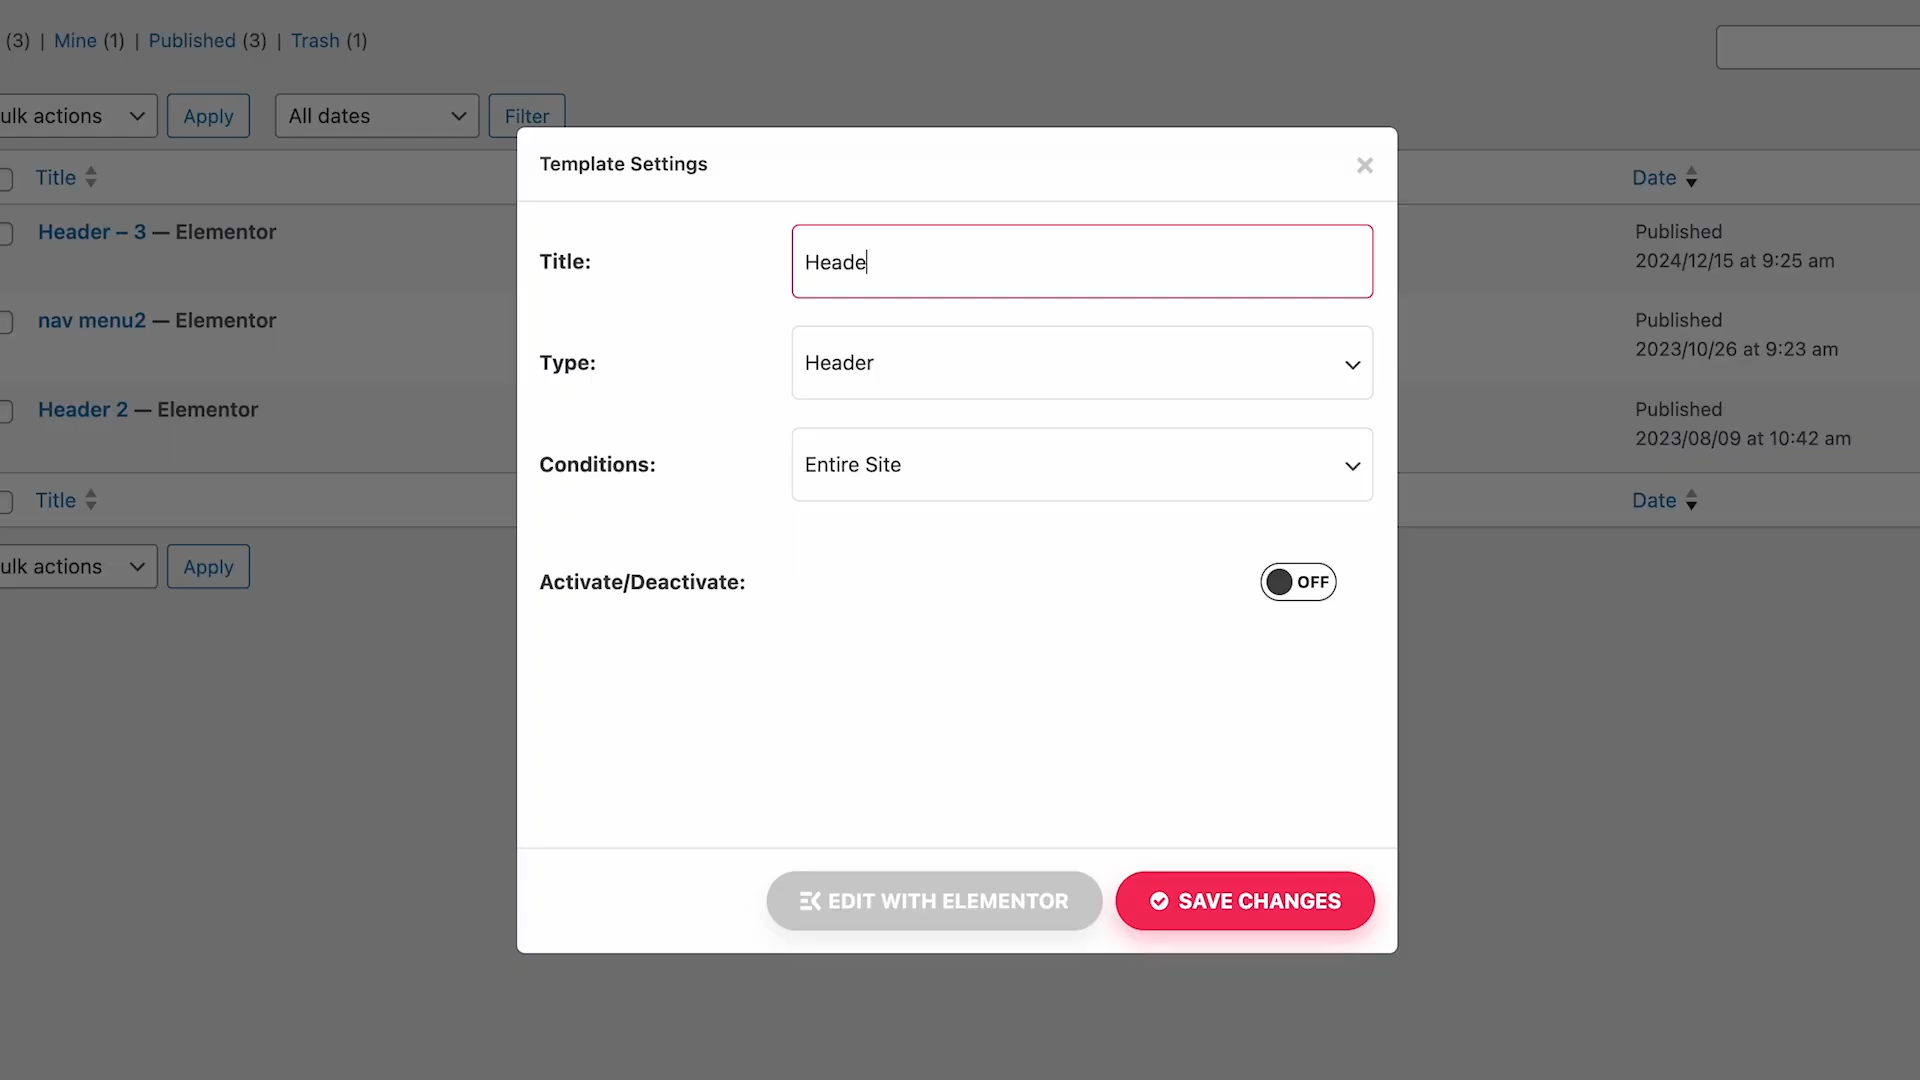 (3) | Mine (1) | Published (3) | Trash (1)
ulk actions Apply All dates Filter
Title Date
Header – 3 — Elementor
Published
2024/12/15 at 9:25 am
nav menu2 — Elementor
Published
2023/10/26 at 9:23 am
Header 2 — Elementor
Published
2023/08/09 at 10:42 am
Title Date
ulk actions Apply
Template Settings
Title: Heade
Type: Header
Conditions: Entire Site
Activate/Deactivate: OFF
EDIT WITH ELEMENTOR SAVE CHANGES